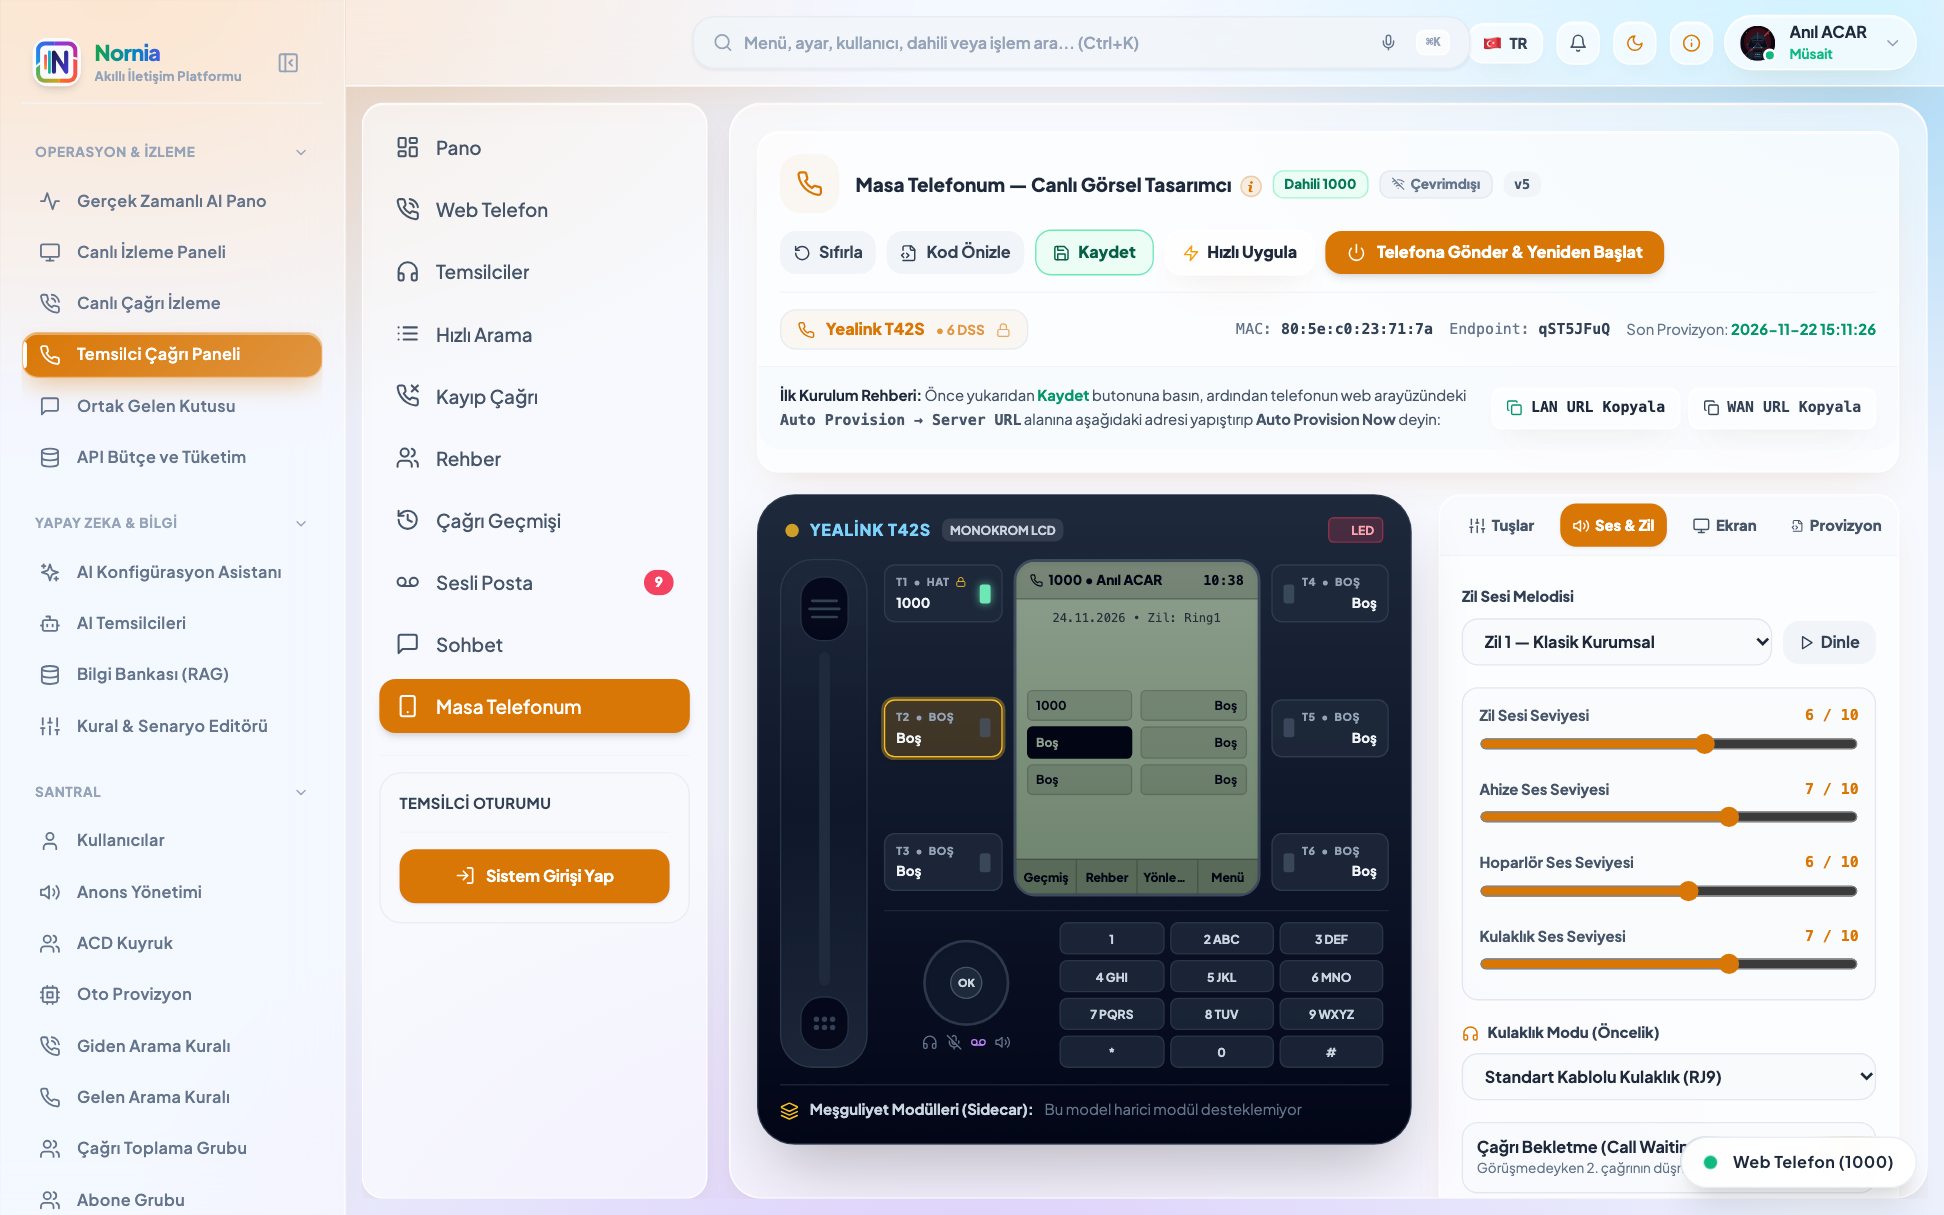 Nornia
Akıllı İletişim Platformu
Menü, ayar, kullanıcı, dahili veya işlem ara... (Ctrl+K)
⌘K
TR
Anıl ACAR
Müsait
OPERASYON & İZLEME
Gerçek Zamanlı AI Pano
Canlı İzleme Paneli
Canlı Çağrı İzleme
Temsilci Çağrı Paneli
Ortak Gelen Kutusu
API Bütçe ve Tüketim
YAPAY ZEKA & BİLGİ
AI Konfigürasyon Asistanı
AI Temsilcileri
Bilgi Bankası (RAG)
Kural & Senaryo Editörü
SANTRAL
Kullanıcılar
Anons Yönetimi
ACD Kuyruk
Oto Provizyon
Giden Arama Kuralı
Gelen Arama Kuralı
Çağrı Toplama Grubu
Abone Grubu
Pano
Web Telefon
Temsilciler
Hızlı Arama
Kayıp Çağrı
Rehber
Çağrı Geçmişi
Sesli Posta 9
Sohbet
Masa Telefonum
TEMSİLCİ OTURUMU
Sistem Girişi Yap
Masa Telefonum — Canlı Görsel Tasarımcı i Dahili 1000 Çevrimdışı v5
Sıfırla Kod Önizle Kaydet Hızlı Uygula Telefona Gönder & Yeniden Başlat
Yealink T42S • 6 DSS MAC: 80:5e:c0:23:71:7a Endpoint: qST5JFuQ Son Provizyon: 2026-11-22 15:11:26
İlk Kurulum Rehberi: Önce yukarıdan Kaydet butonuna basın, ardından telefonun web arayüzündeki
Auto Provision → Server URL alanına aşağıdaki adresi yapıştırıp Auto Provision Now deyin:
LAN URL Kopyala WAN URL Kopyala
YEALİNK T42S MONOKROM LCD LED
T1 • HAT
1000
T2 • BOŞ
Boş
T3 • BOŞ
Boş
1000 • Anıl ACAR 10:38
24.11.2026 • Zil: Ring1
1000 Boş
Boş Boş
Boş Boş
Geçmiş Rehber Yönle... Menü
T4 • BOŞ
Boş
T5 • BOŞ
Boş
T6 • BOŞ
Boş
OK
1 2 ABC 3 DEF
4 GHI 5 JKL 6 MNO
7 PQRS 8 TUV 9 WXYZ
* 0 #
Meşguliyet Modülleri (Sidecar): Bu model harici modül desteklemiyor
Tuşlar Ses & Zil Ekran Provizyon
Zil Sesi Melodisi
Zil 1 — Klasik Kurumsal Dinle
Zil Sesi Seviyesi 6 / 10
Ahize Ses Seviyesi 7 / 10
Hoparlör Ses Seviyesi 6 / 10
Kulaklık Ses Seviyesi 7 / 10
Kulaklık Modu (Öncelik)
Standart Kablolu Kulaklık (RJ9)
Çağrı Bekletme (Call Waitin
Görüşmedeyken 2. çağrının düşr
Web Telefon (1000)